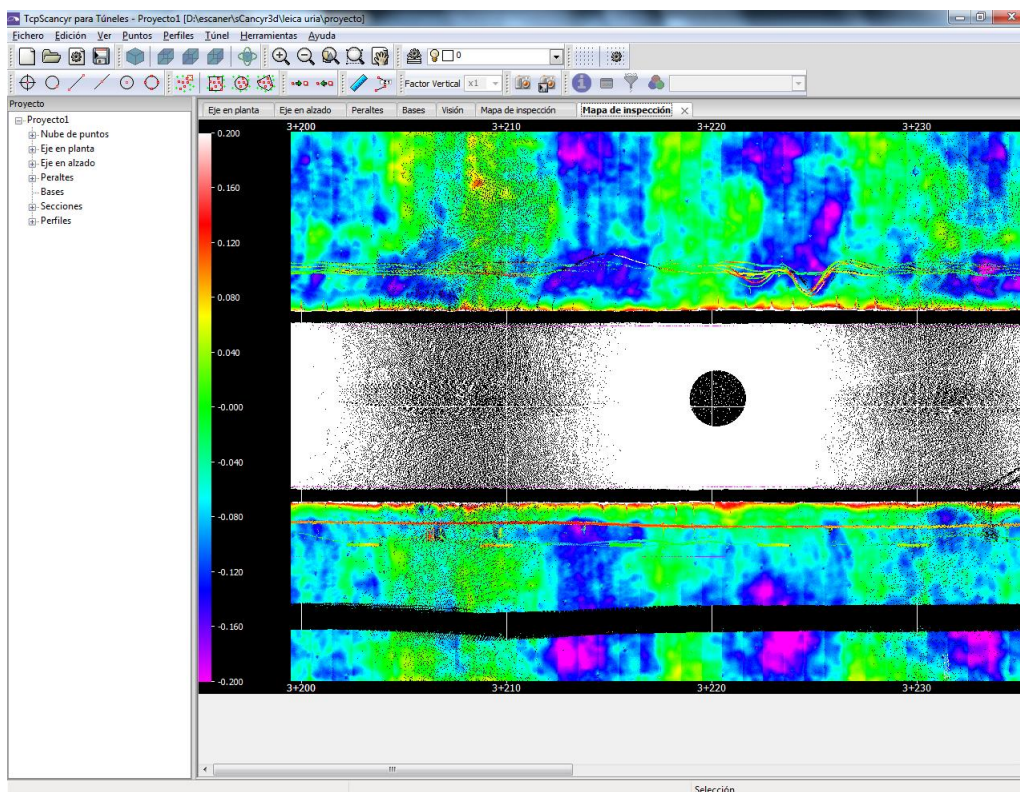 TcpScancyr para Túneles - Proyecto1 [D:\escaner\sCancyr3d\leica uria\proyecto]
Fichero Edición Ver Puntos Perfiles Túnel Herramientas Ayuda
0
Factor Vertical x1
Proyecto
Eje en planta Eje en alzado Peraltes Bases Visión Mapa de inspección Mapa de inspección
Proyecto1
Nube de puntos
Eje en planta
Eje en alzado
Peraltes
Bases
Secciones
Perfiles
3+200 3+210 3+220 3+230
0.200
0.160
0.120
0.080
0.040
-0.000
-0.040
-0.080
-0.120
-0.160
-0.200
3+200 3+210 3+220 3+230
Selección